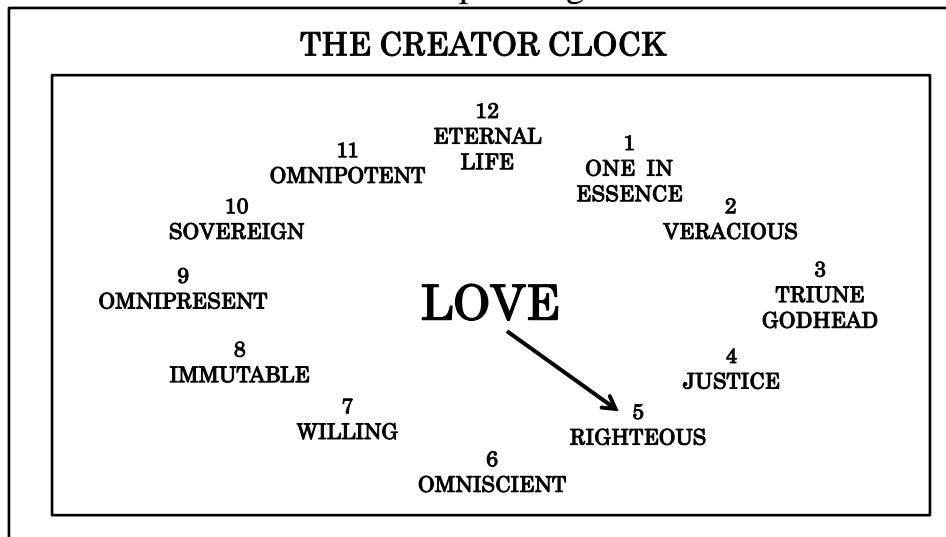 THE CREATOR CLOCK
12
ETERNAL
LIFE
1
ONE IN
ESSENCE
2
VERACIOUS
3
TRIUNE
GODHEAD
4
JUSTICE
5
RIGHTEOUS
6
OMNISCIENT
7
WILLING
8
IMMUTABLE
9
OMNIPRESENT
10
SOVEREIGN
11
OMNIPOTENT
LOVE